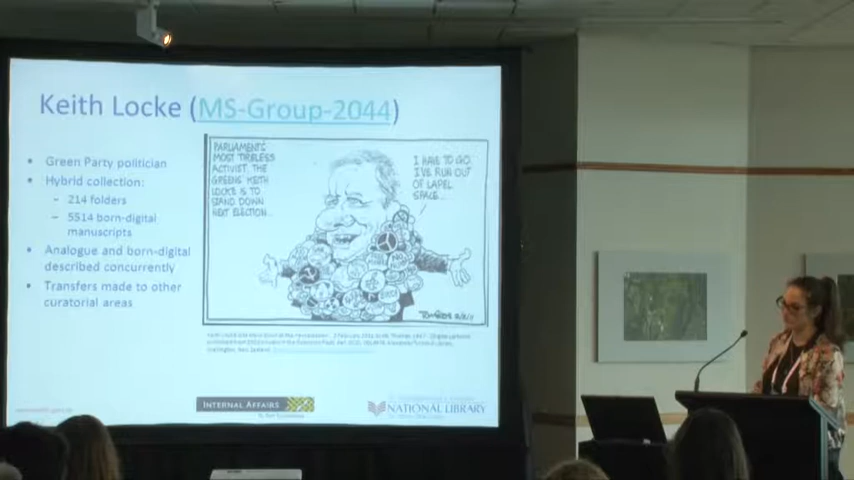 Keith Locke (MS-Group-2044)
• Green Party politician
• Hybrid collection:
– 214 folders
– 5514 born-digital
manuscripts
• Analogue and born-digital
described concurrently
• Transfers made to other
curatorial areas
PARLIAMENT'S
MOST TIRELESS
ACTIVIST, THE
GREENS' KEITH
LOCKE IS TO
STAND DOWN
NEXT ELECTION...
I HAVE TO GO.
I'VE RUN OUT
OF LAPEL
SPACE...
INTERNAL AFFAIRS
NATIONAL LIBRARY